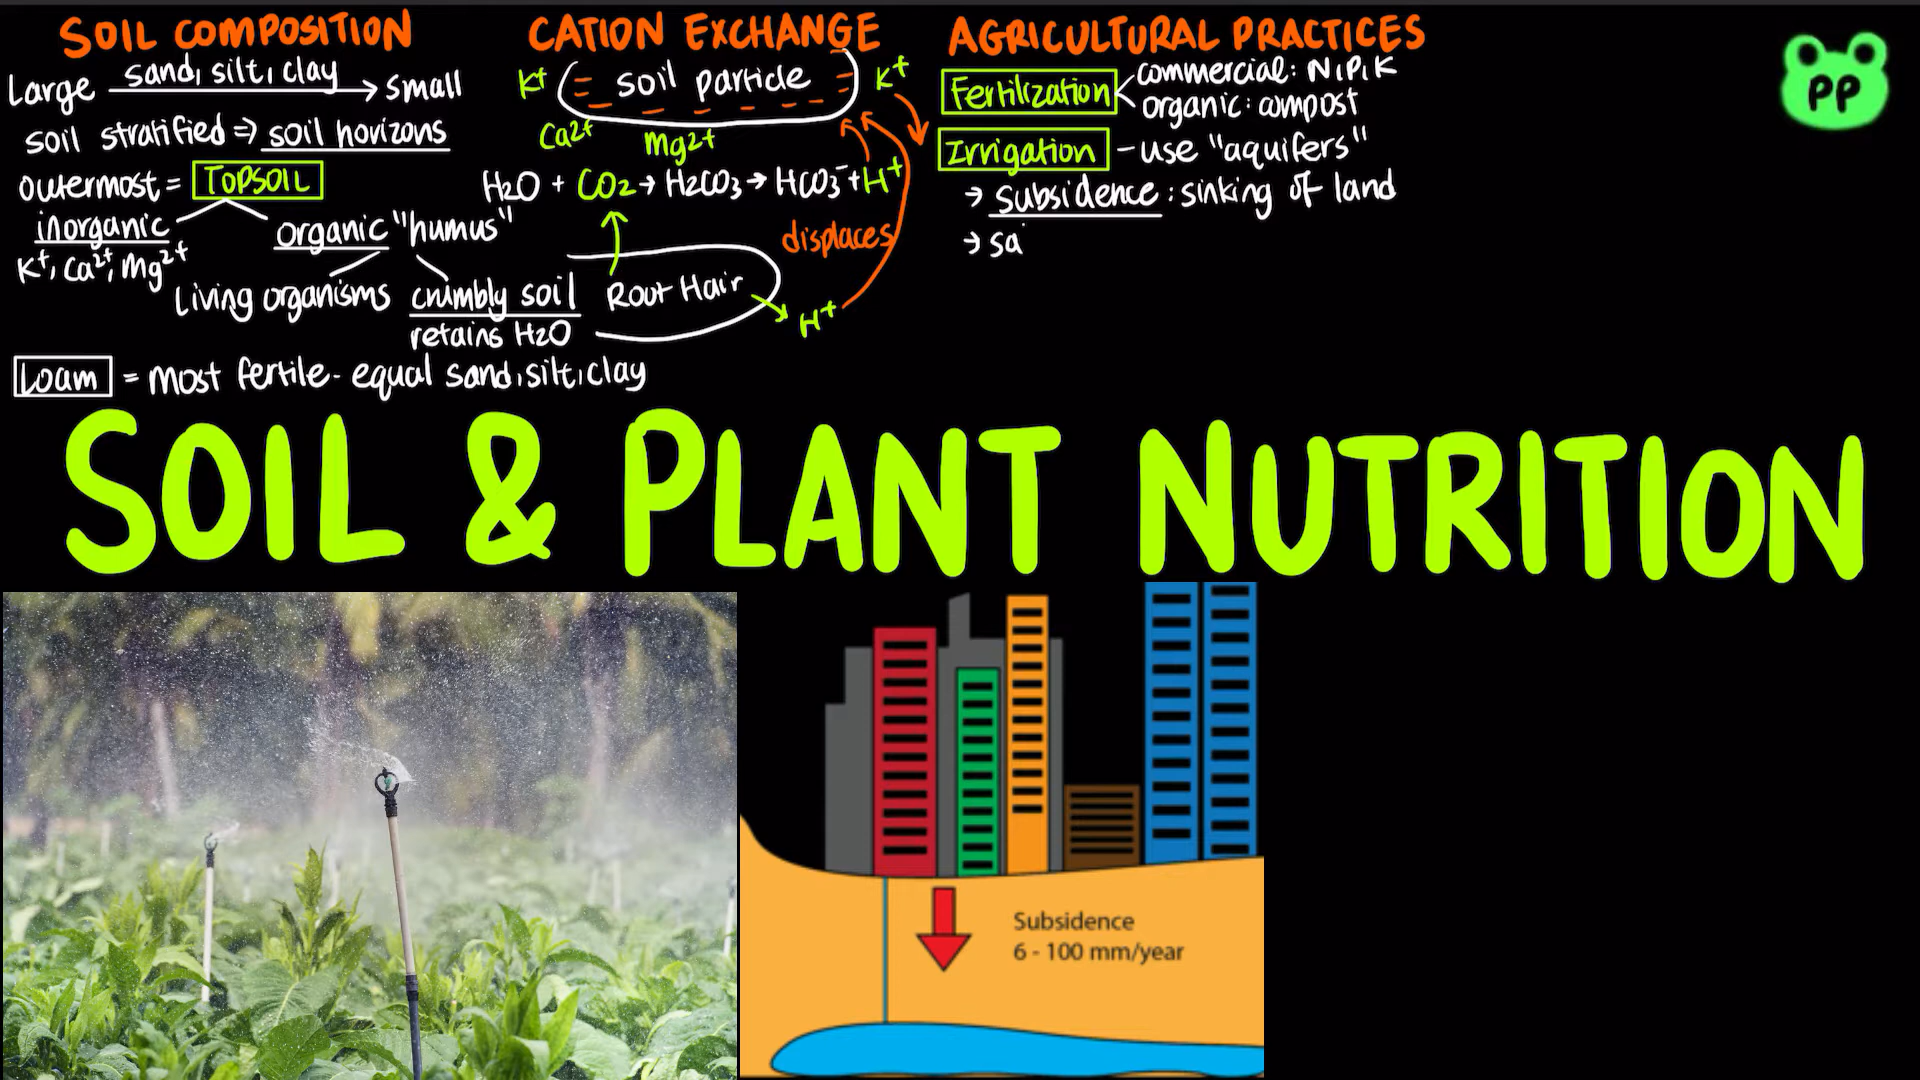 SOIL COMPOSITION
Large sand, silt, clay → small
soil stratified ⇒ soil horizons
outermost = TOPSOIL
inorganic
K⁺, Ca²⁺, Mg²⁺
organic "humus"
Living organisms
crumbly soil
retains H₂O
Loam = most fertile - equal sand, silt, clay
CATION EXCHANGE
K⁺ soil particle K⁺
Ca²⁺ Mg²⁺
H₂O + CO₂ → H₂CO₃ → HCO₃⁻ + H⁺
displaces
Root Hair
H⁺
AGRICULTURAL PRACTICES
Fertilization
commercial: N, P, K
organic: compost
Irrigation - use "aquifers"
→ subsidence: sinking of land
→ sa
PP
SOIL & PLANT NUTRITION
Subsidence
6 - 100 mm/year